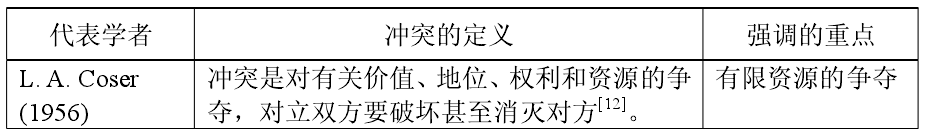 代表学者 冲突的定义 强调的重点
L. A. Coser 冲突是对有关价值、地位、权利和资源的争 有限资源的争夺
(1956) 夺，对立双方要破坏甚至消灭对方[12]。